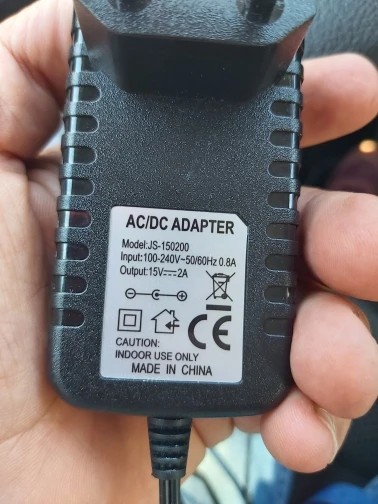 AC/DC ADAPTER
Model:JS-150200
Input:100-240V~50/60Hz 0.8A
Output:15V⎓2A
CE
CAUTION:
INDOOR USE ONLY
MADE IN CHINA